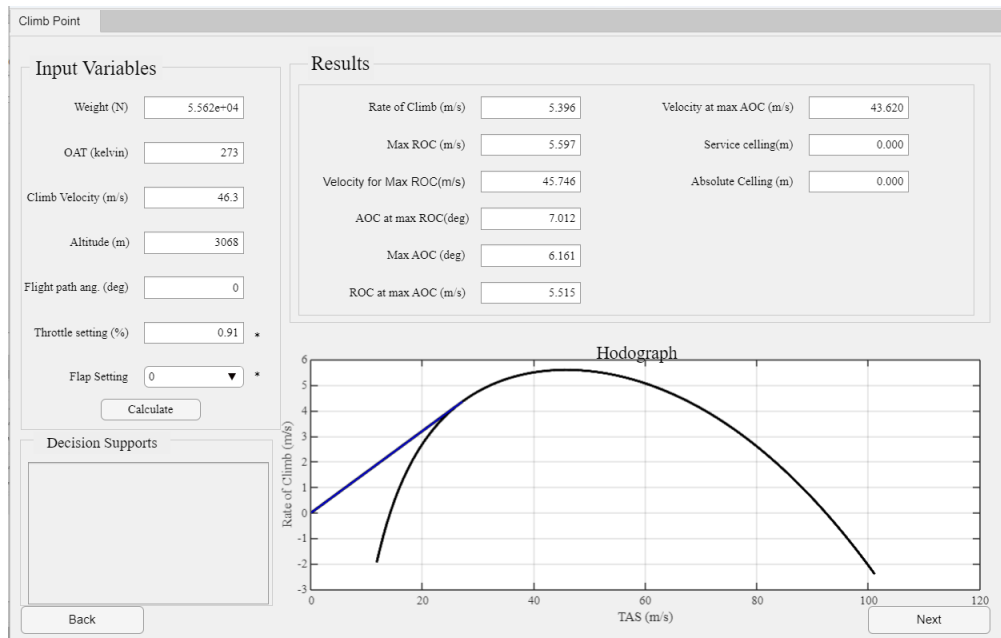 Climb Point
Input Variables
Weight (N) 5.562e+04
OAT (kelvin) 273
Climb Velocity (m/s) 46.3
Altitude (m) 3068
Flight path ang. (deg) 0
Throttle setting (%) 0.91 *
Flap Setting 0 *
Calculate
Decision Supports
Back
Results
Rate of Climb (m/s) 5.396
Max ROC (m/s) 5.597
Velocity for Max ROC(m/s) 45.746
AOC at max ROC(deg) 7.012
Max AOC (deg) 6.161
ROC at max AOC (m/s) 5.515
Velocity at max AOC (m/s) 43.620
Service celling(m) 0.000
Absolute Celling (m) 0.000
Hodograph
Rate of Climb (m/s)
6
5
4
3
2
1
0
-1
-2
-3
0 20 40 60 80 100 120
TAS (m/s)
Next